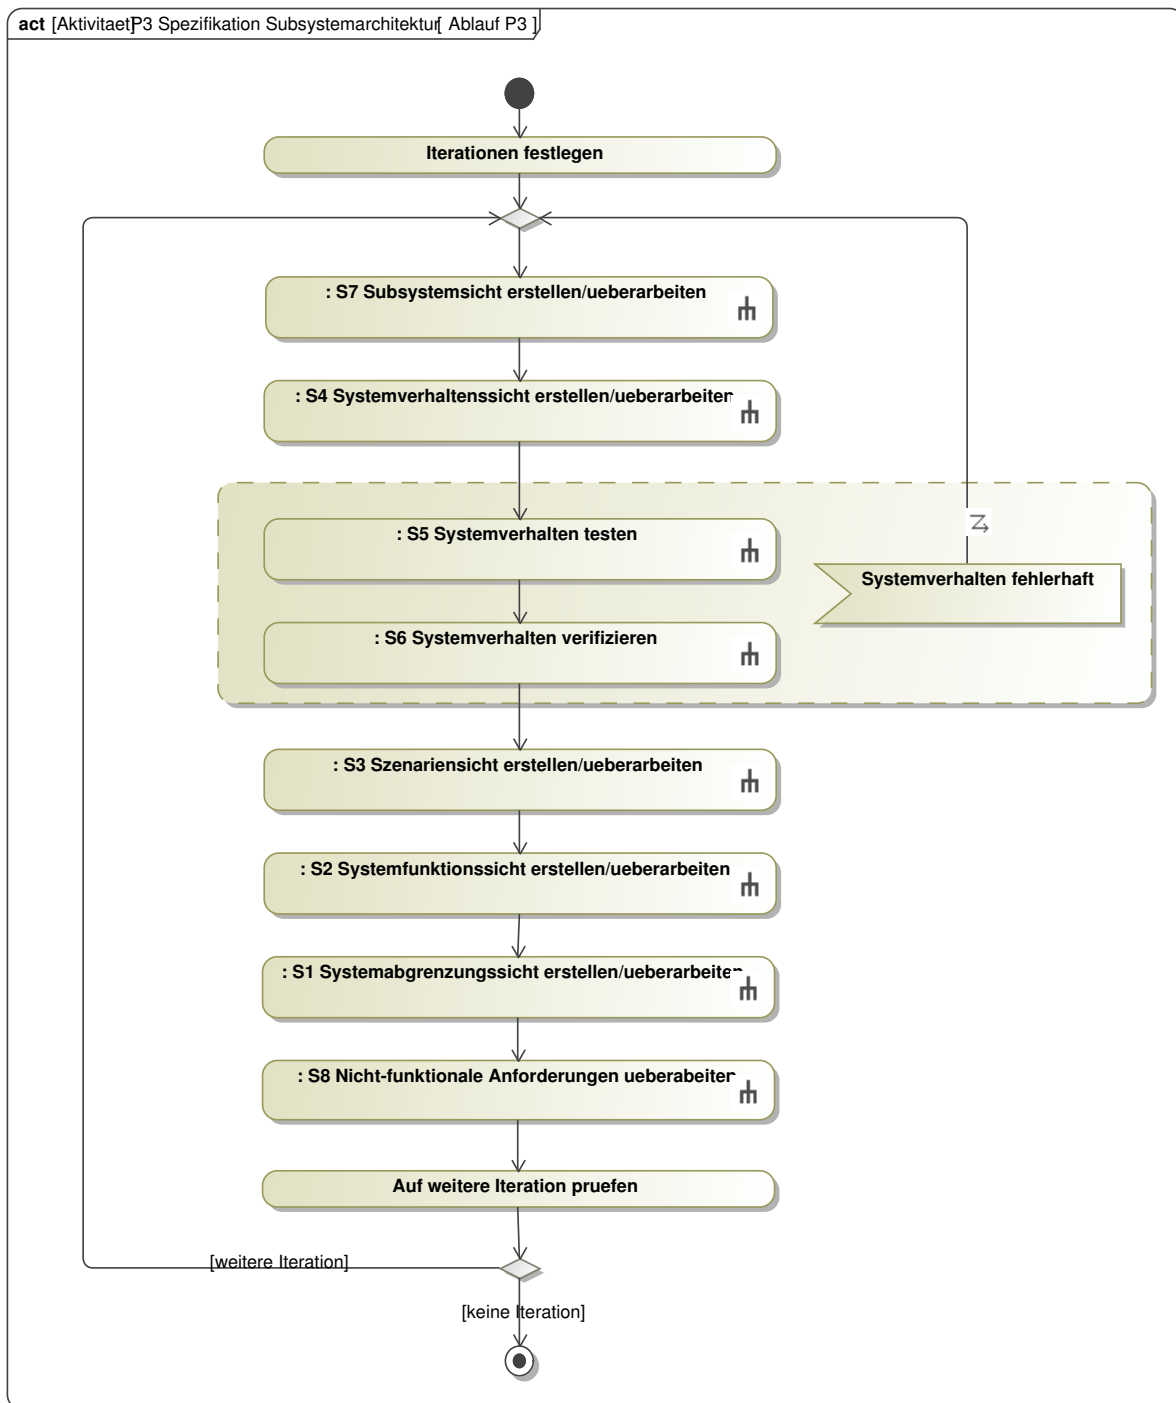 act [Aktivitaet]P3 Spezifikation Subsystemarchitektur[ Ablauf P3 ]
Iterationen festlegen
: S7 Subsystemsicht erstellen/ueberarbeiten
: S4 Systemverhaltenssicht erstellen/ueberarbeiten
: S5 Systemverhalten testen
Systemverhalten fehlerhaft
: S6 Systemverhalten verifizieren
: S3 Szenariensicht erstellen/ueberarbeiten
: S2 Systemfunktionssicht erstellen/ueberarbeiten
: S1 Systemabgrenzungssicht erstellen/ueberarbeiten
: S8 Nicht-funktionale Anforderungen ueberabeiten
Auf weitere Iteration pruefen
[weitere Iteration]
[keine Iteration]